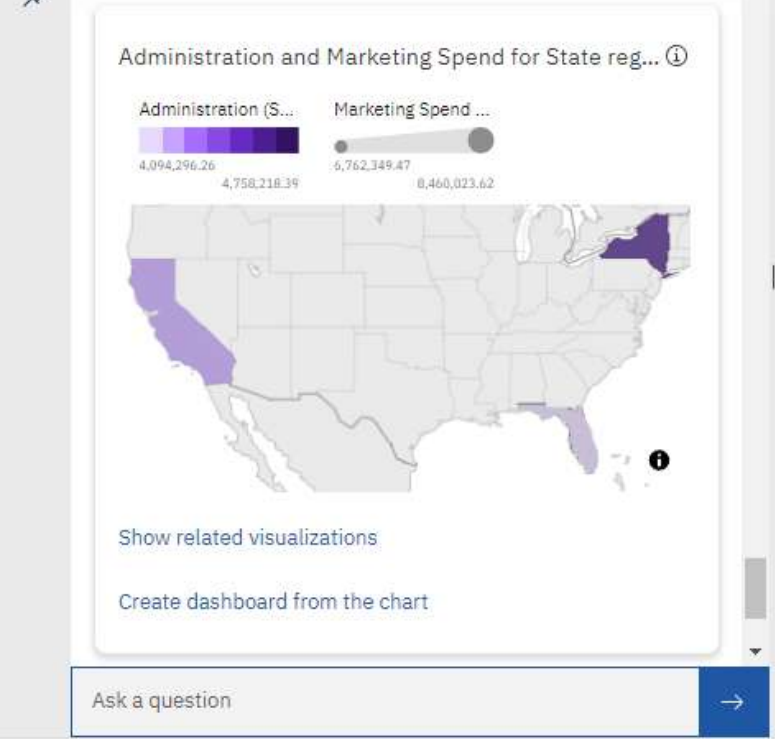 Administration and Marketing Spend for State reg...
Administration (S...
Marketing Spend ...
4,094,296.26
4,758,218.39
6,762,349.47
8,460,023.62
Show related visualizations
Create dashboard from the chart
Ask a question